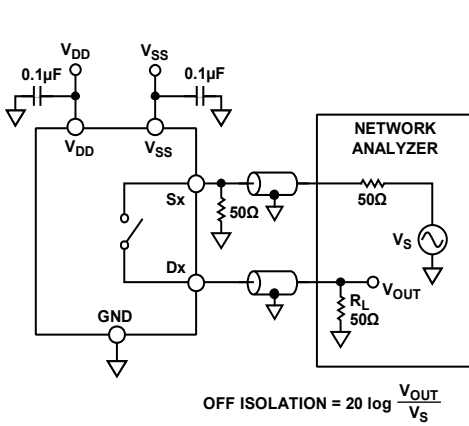 VDD
VSS
0.1µF
0.1µF
VDD
VSS
NETWORK
ANALYZER
Sx
50Ω
50Ω
VS
Dx
VOUT
RL
50Ω
GND
OFF ISOLATION = 20 log VOUT
VS